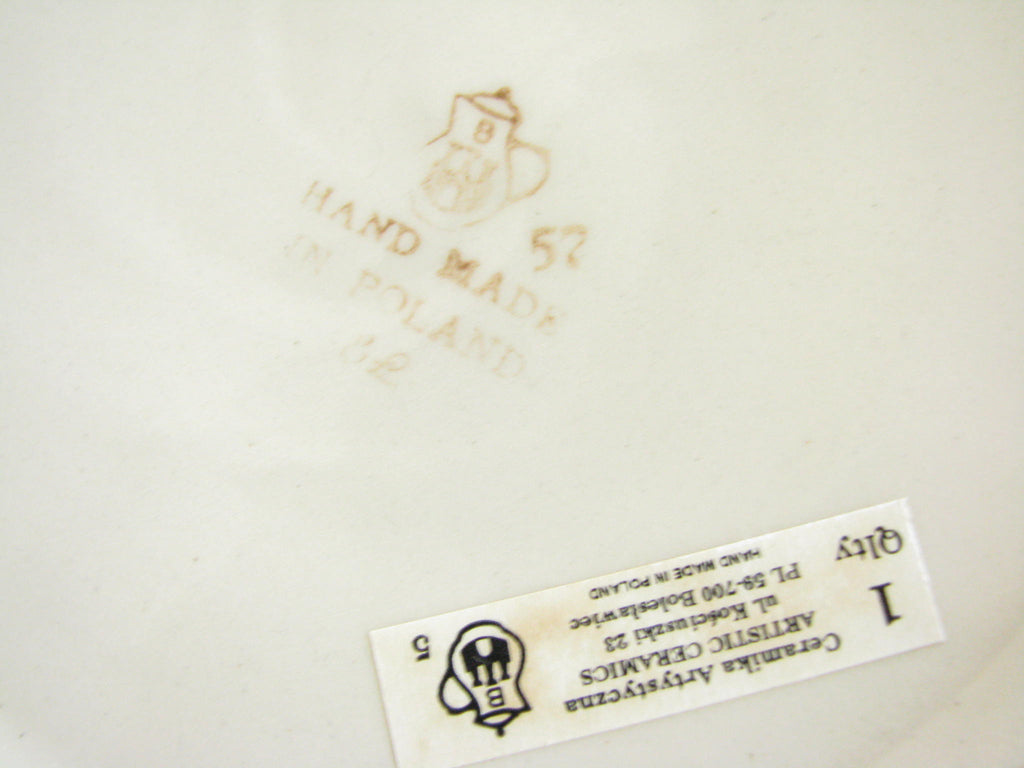 B
HAND MADE
57
IN POLAND
Ceramika Artystyczna
ARTISTIC CERAMICS
ul. Kościuszki 23
PL 59-700 Bolesławiec
HAND MADE IN POLAND
1
Qlty
B
5